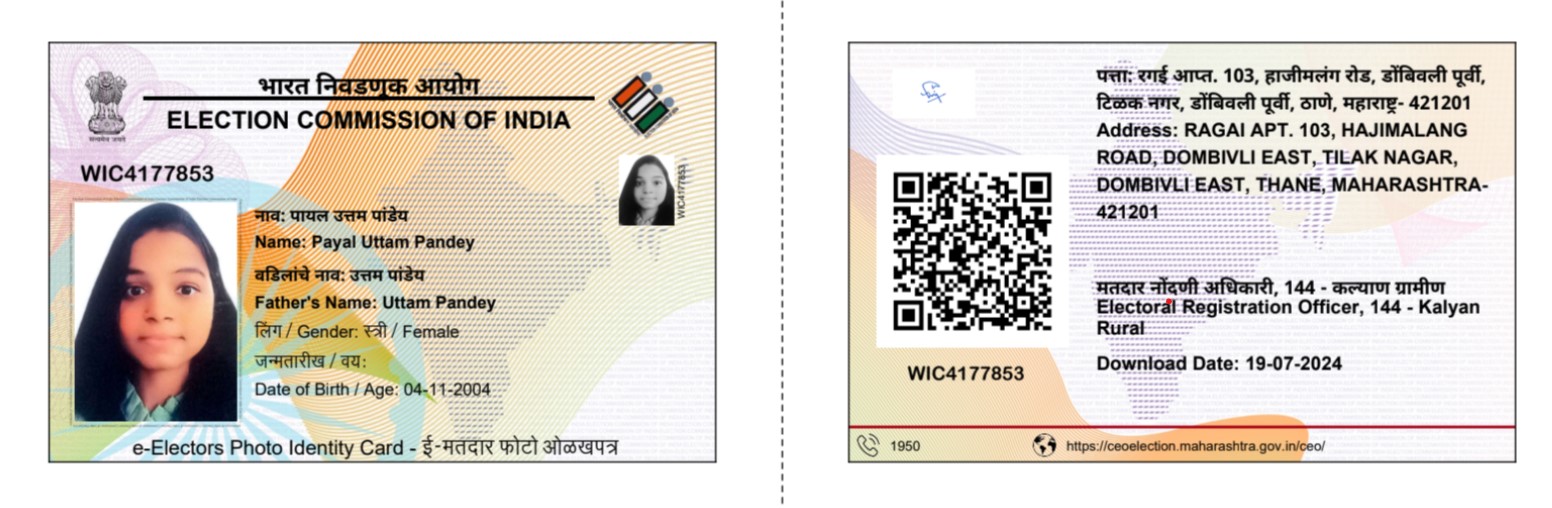 भारत निवडणूक आयोग
ELECTION COMMISSION OF INDIA
सत्यमेव जयते
WIC4177853
WIC4177853
नाव: पायल उत्तम पांडेय
Name: Payal Uttam Pandey
वडिलांचे नाव: उत्तम पांडेय
Father's Name: Uttam Pandey
लिंग / Gender: स्त्री / Female
जन्मतारीख / वय:
Date of Birth / Age: 04-11-2004
e-Electors Photo Identity Card - ई-मतदार फोटो ओळखपत्र
पत्ता: रगई आप्त. 103, हाजीमलंग रोड, डोंबिवली पूर्वी,
टिळक नगर, डोंबिवली पूर्वी, ठाणे, महाराष्ट्र- 421201
Address: RAGAI APT. 103, HAJIMALANG
ROAD, DOMBIVLI EAST, TILAK NAGAR,
DOMBIVLI EAST, THANE, MAHARASHTRA-
421201
मतदार नोंदणी अधिकारी, 144 - कल्याण ग्रामीण
Electoral Registration Officer, 144 - Kalyan
Rural
Download Date: 19-07-2024
WIC4177853
1950
https://ceoelection.maharashtra.gov.in/ceo/